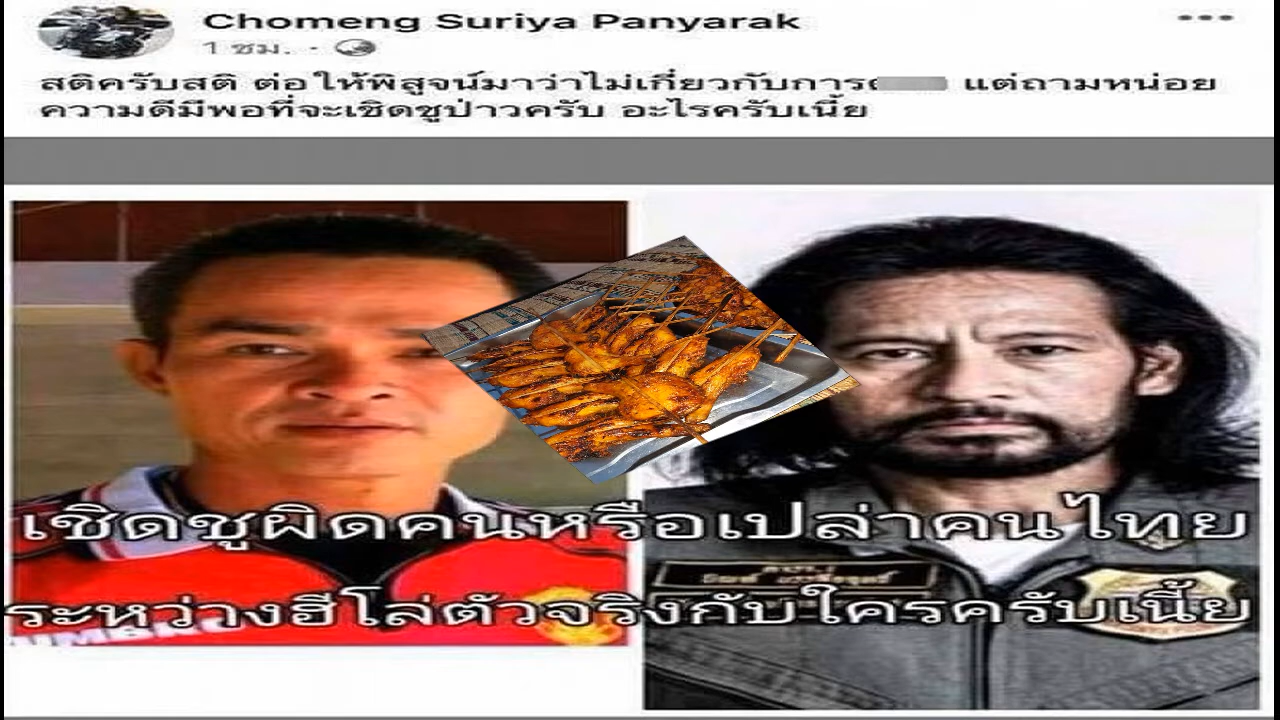 Chomeng Suriya Panyarak
1 ชม. ·
สติครับสติ ต่อให้พิสูจน์มาว่าไม่เกี่ยวกับการ แต่ถามหน่อย
ความดีมีพอที่จะเชิดชูป่าวครับ อะไรครับเนี้ย
เชิดชูผิดคนหรือเปล่าคนไทย
ระหว่างฮีโล่ตัวจริงกับใครครับเนี้ย